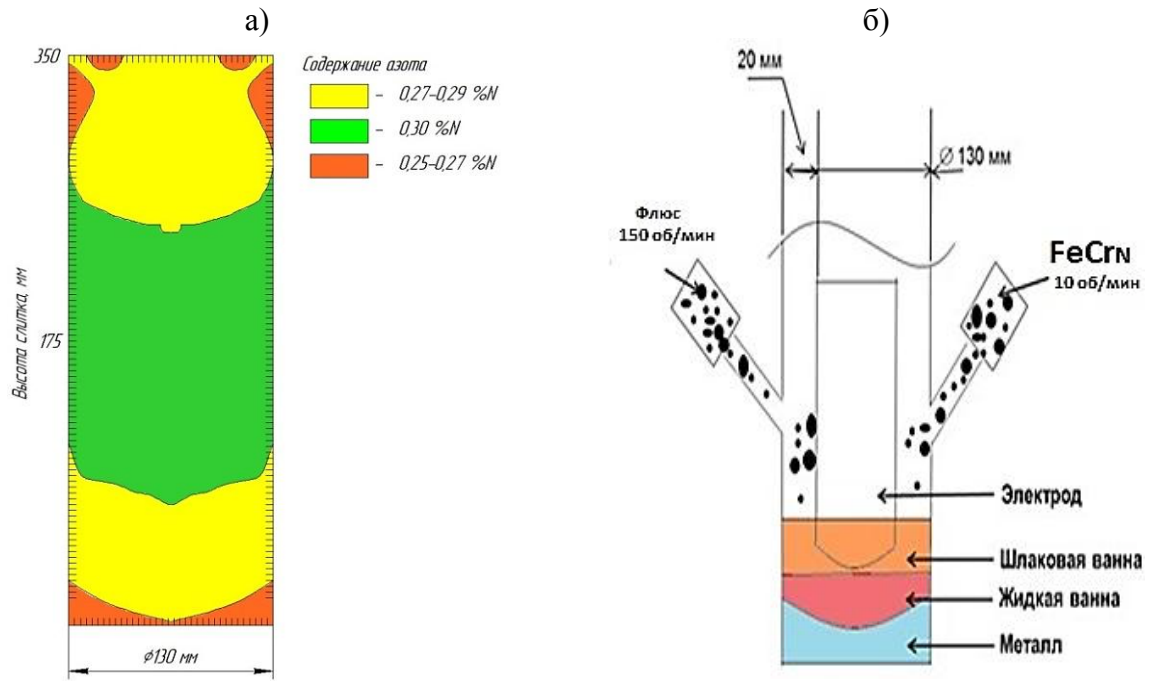 а)
350
175
Высота слитка, мм
⌀130 мм
Содержание азота
– 0,27–0,29 %N
– 0,30 %N
– 0,25–0,27 %N
б)
20 мм
∅ 130 мм
Флюс
150 об/мин
FeCrN
10 об/мин
Электрод
Шлаковая ванна
Жидкая ванна
Металл